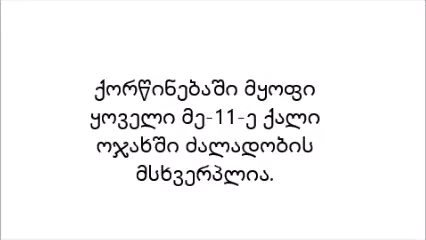 ქორწინებაში მყოფი
ყოველი მე-11-ე ქალი
ოჯახში ძალადობის
მსხვერპლია.